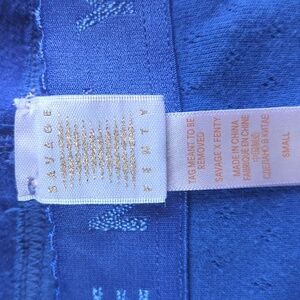 SAVAGE
FENTY
TAG MEANT TO BE
REMOVED
SAVAGE X FENTY
MADE IN CHINA
FABRIQUÉ EN CHINE
SMALL